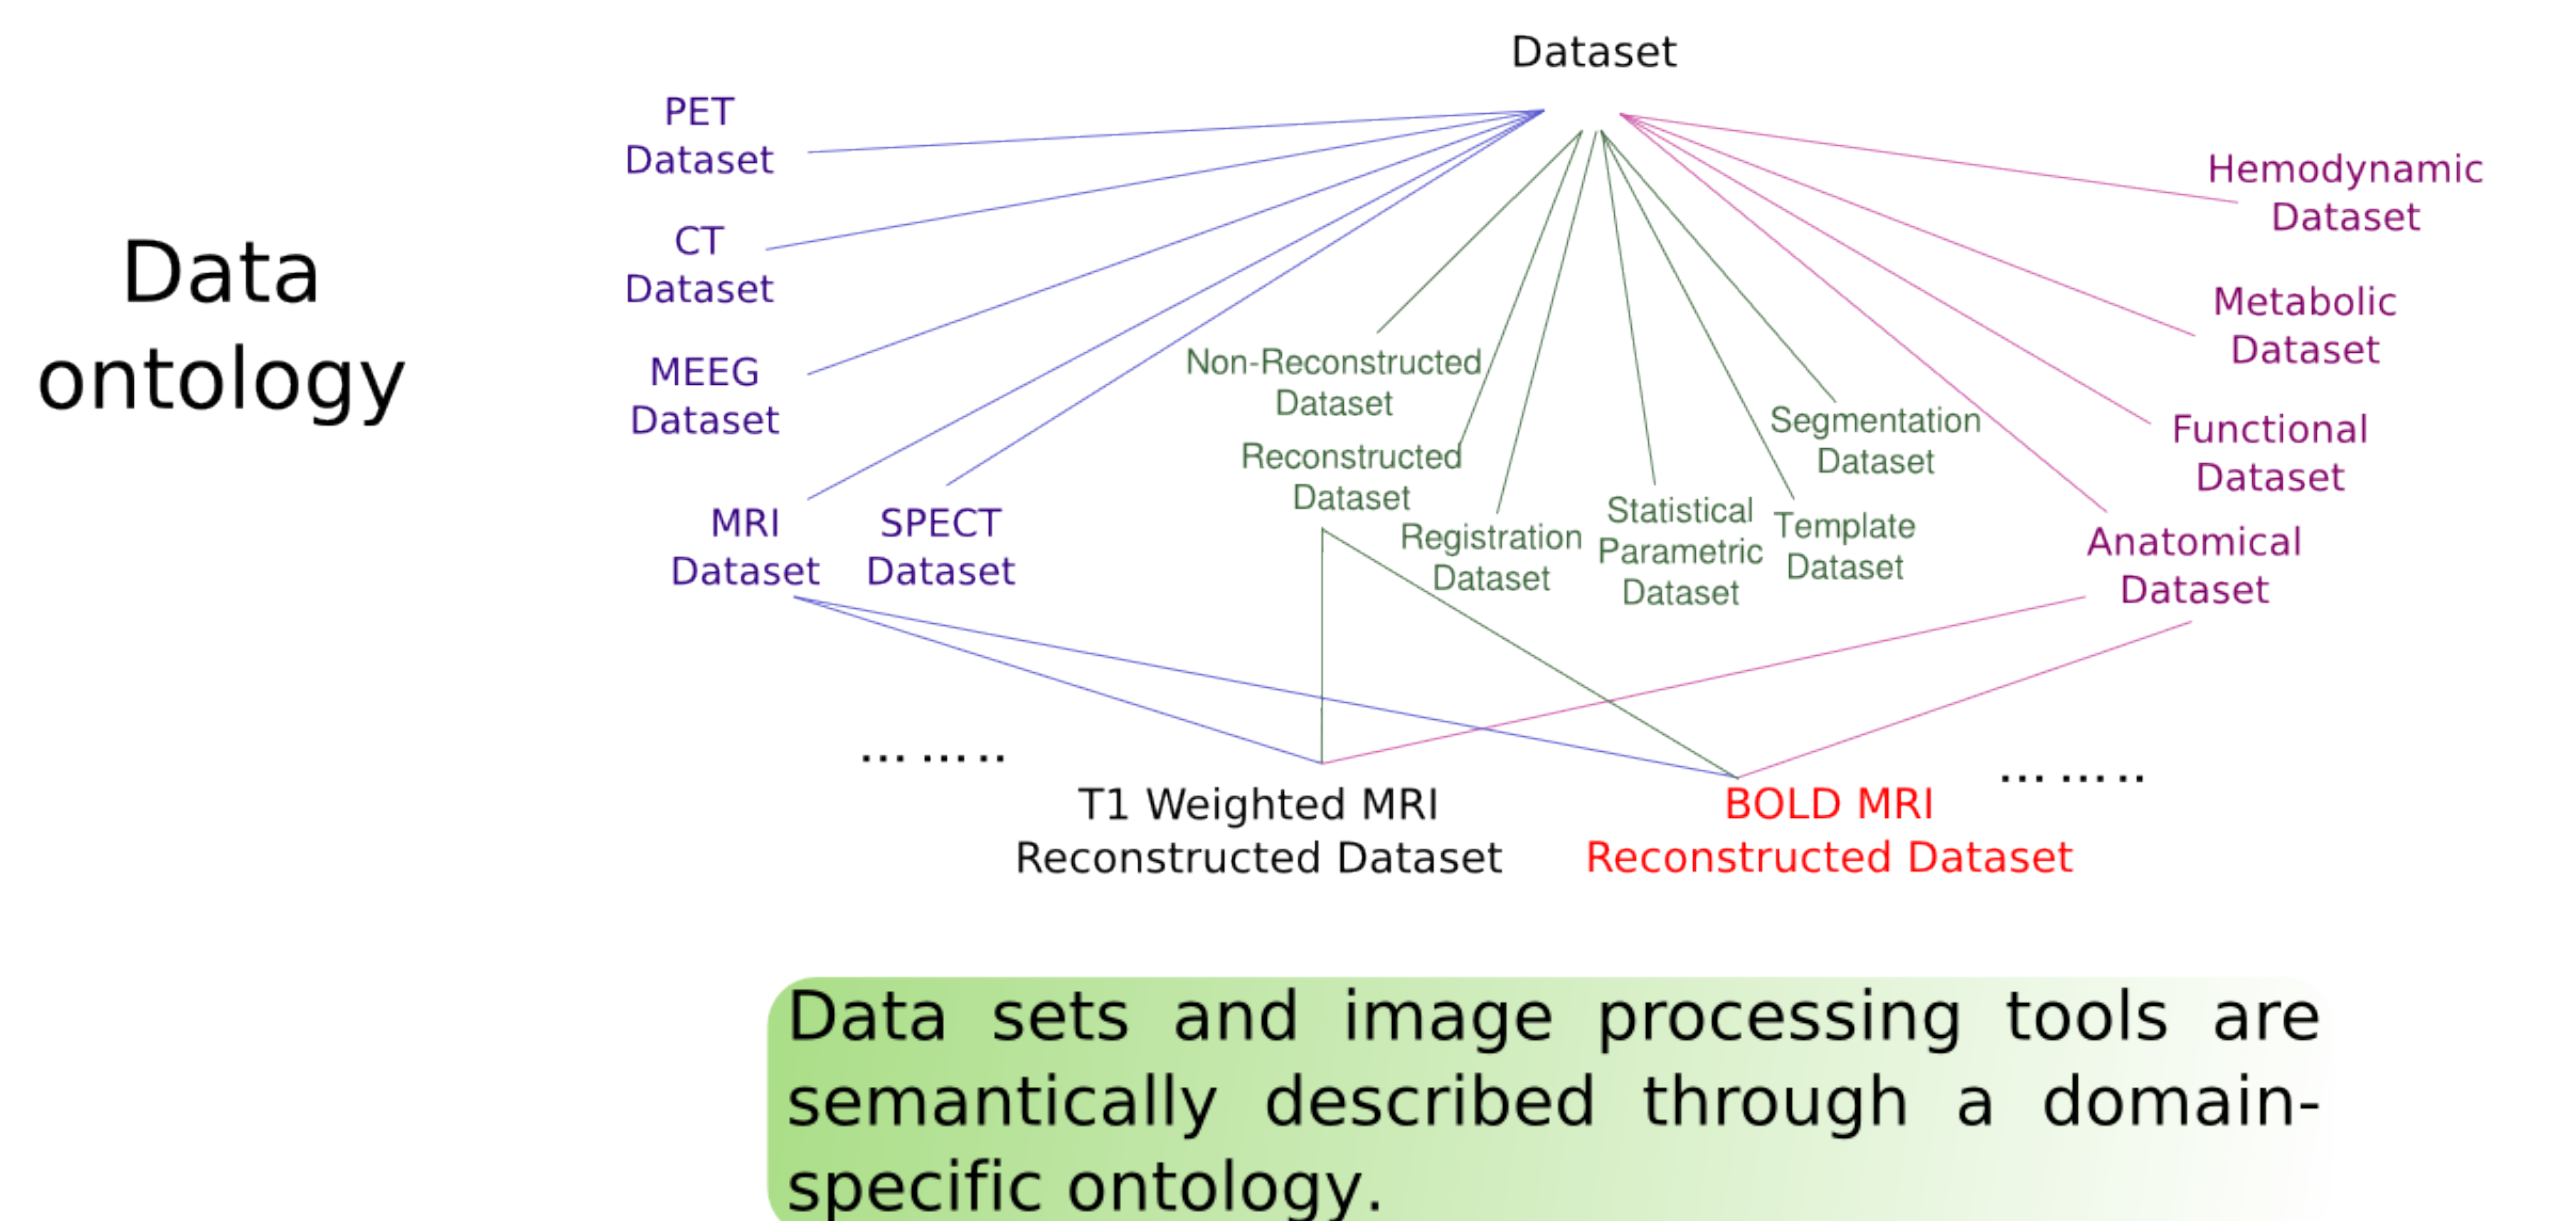 Dataset
PET
Dataset
CT
Dataset
MEEG
Dataset
MRI
Dataset
SPECT
Dataset
Data
ontology
Non-Reconstructed
Dataset
Reconstructed
Dataset
Registration
Dataset
Statistical
Parametric
Dataset
Template
Dataset
Segmentation
Dataset
Hemodynamic
Dataset
Metabolic
Dataset
Functional
Dataset
Anatomical
Dataset
... .....
T1 Weighted MRI
Reconstructed Dataset
BOLD MRI
Reconstructed Dataset
... .....
Data sets and image processing tools are
semantically described through a domain-
specific ontology.